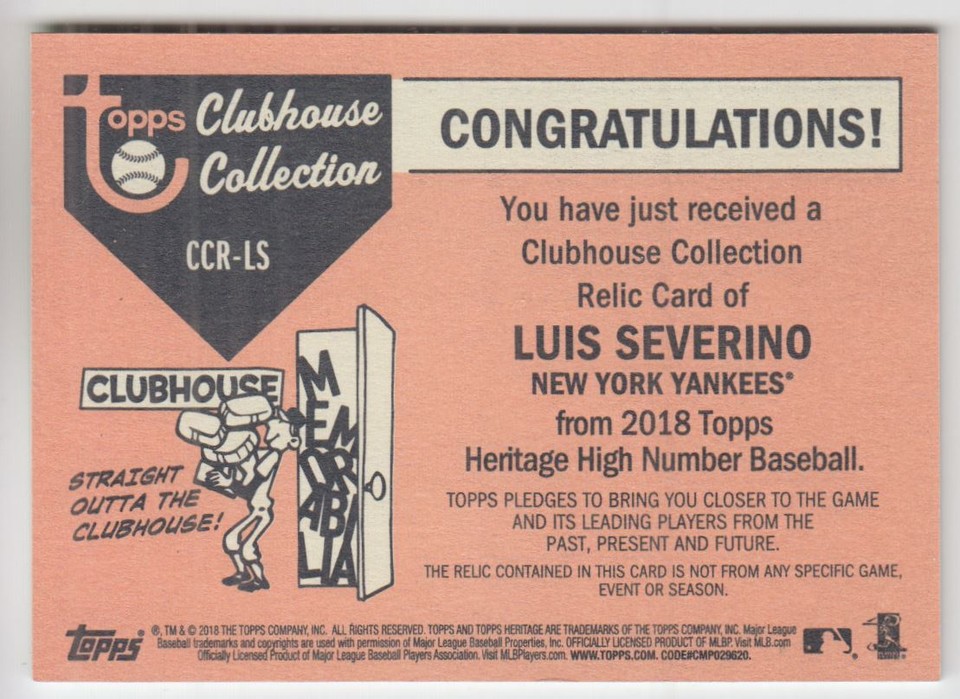 Topps Clubhouse
Collection
CCR-LS
CONGRATULATIONS!
You have just received a
Clubhouse Collection
Relic Card of
LUIS SEVERINO
NEW YORK YANKEES®
from 2018 Topps
Heritage High Number Baseball.
TOPPS PLEDGES TO BRING YOU CLOSER TO THE GAME
AND ITS LEADING PLAYERS FROM THE
PAST, PRESENT AND FUTURE.
THE RELIC CONTAINED IN THIS CARD IS NOT FROM ANY SPECIFIC GAME,
EVENT OR SEASON.
CLUBHOUSE
MEMORABILIA
STRAIGHT
OUTTA THE
CLUBHOUSE!
Topps®
®, TM & © 2018 THE TOPPS COMPANY, INC. ALL RIGHTS RESERVED. TOPPS AND TOPPS HERITAGE ARE TRADEMARKS OF THE TOPPS COMPANY, INC. Major League
Baseball trademarks and copyrights are used with permission of Major League Baseball Properties, Inc. OFFICIALLY LICENSED PRODUCT OF MLBP. Visit MLB.com
Officially Licensed Product of Major League Baseball Players Association. Visit MLBPlayers.com. WWW.TOPPS.COM. CODE#CMP029620.